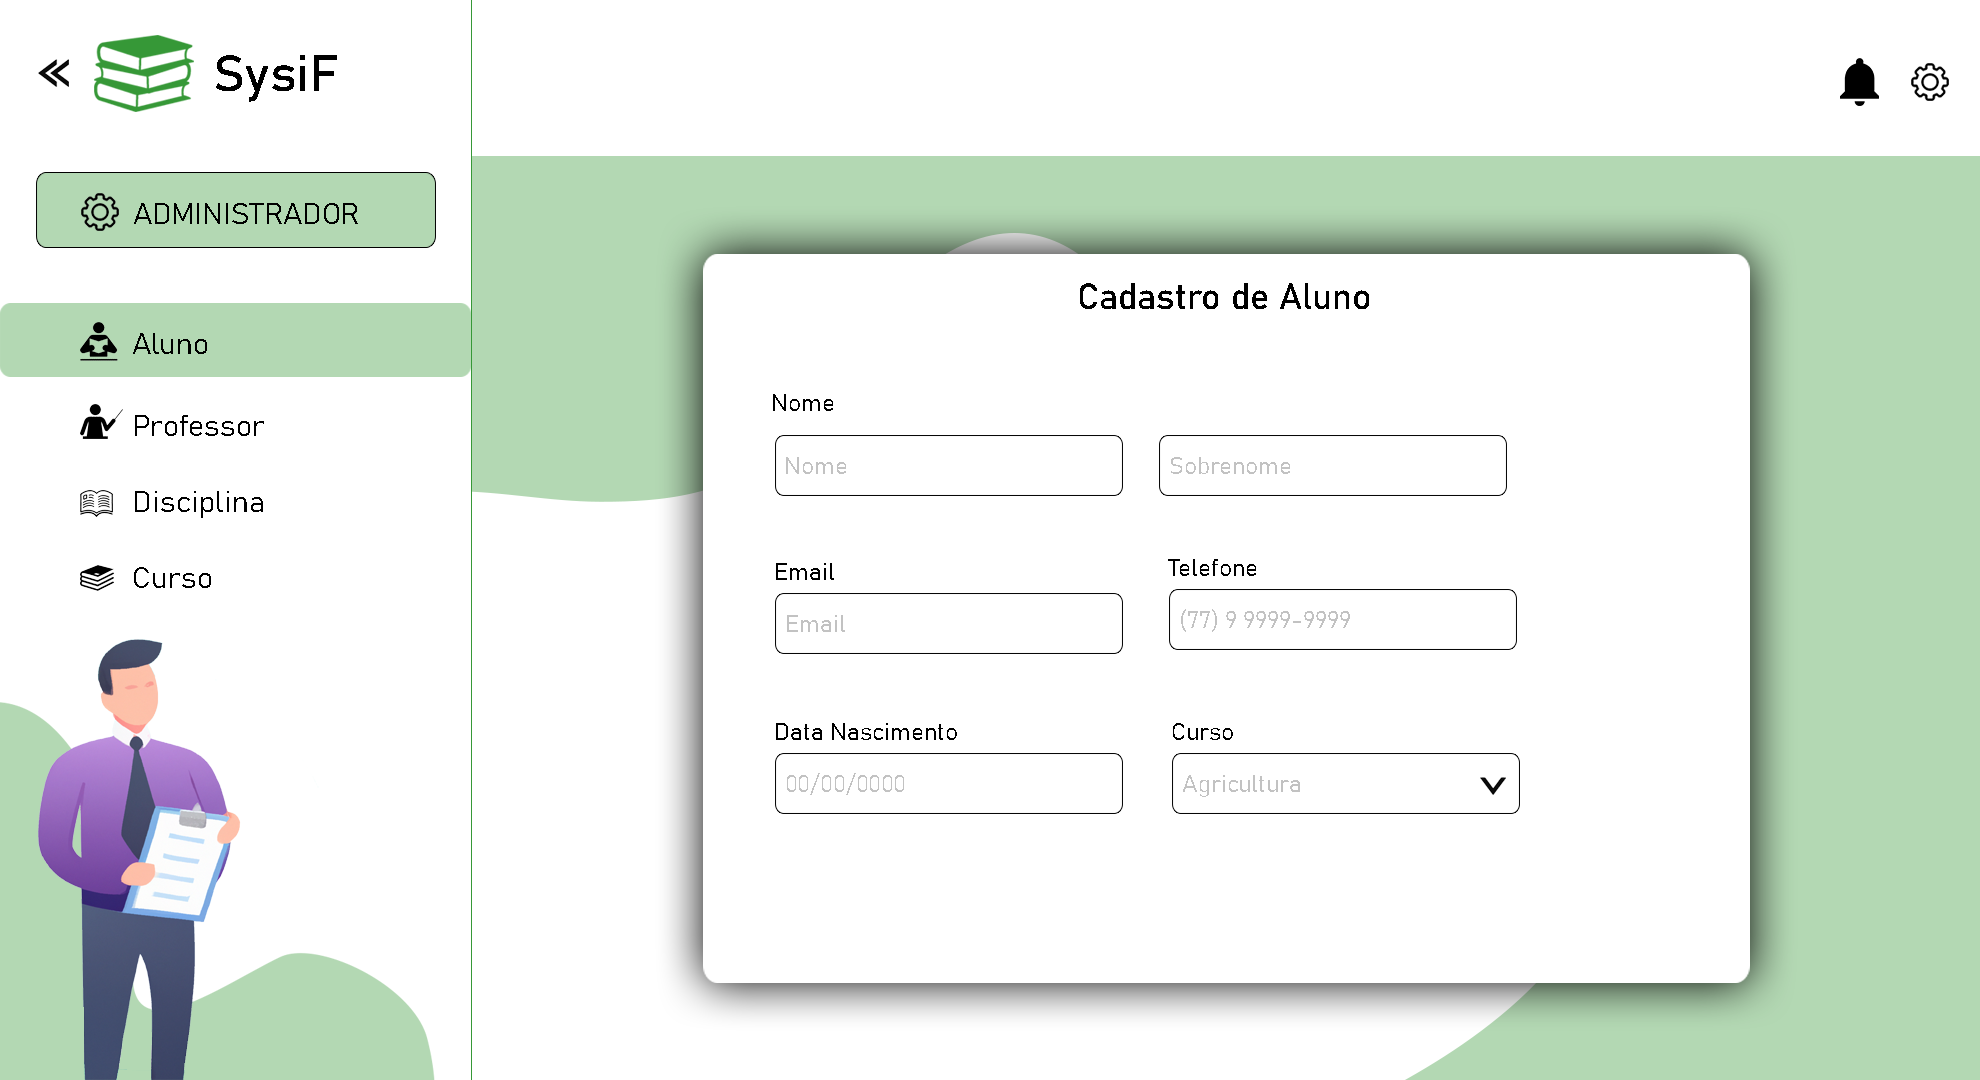 SysiF
ADMINISTRADOR
Aluno
Professor
Disciplina
Curso
Cadastro de Aluno
Nome
Nome Sobrenome
Email Telefone
Email (77) 9 9999-9999
Data Nascimento Curso
00/00/0000 Agricultura